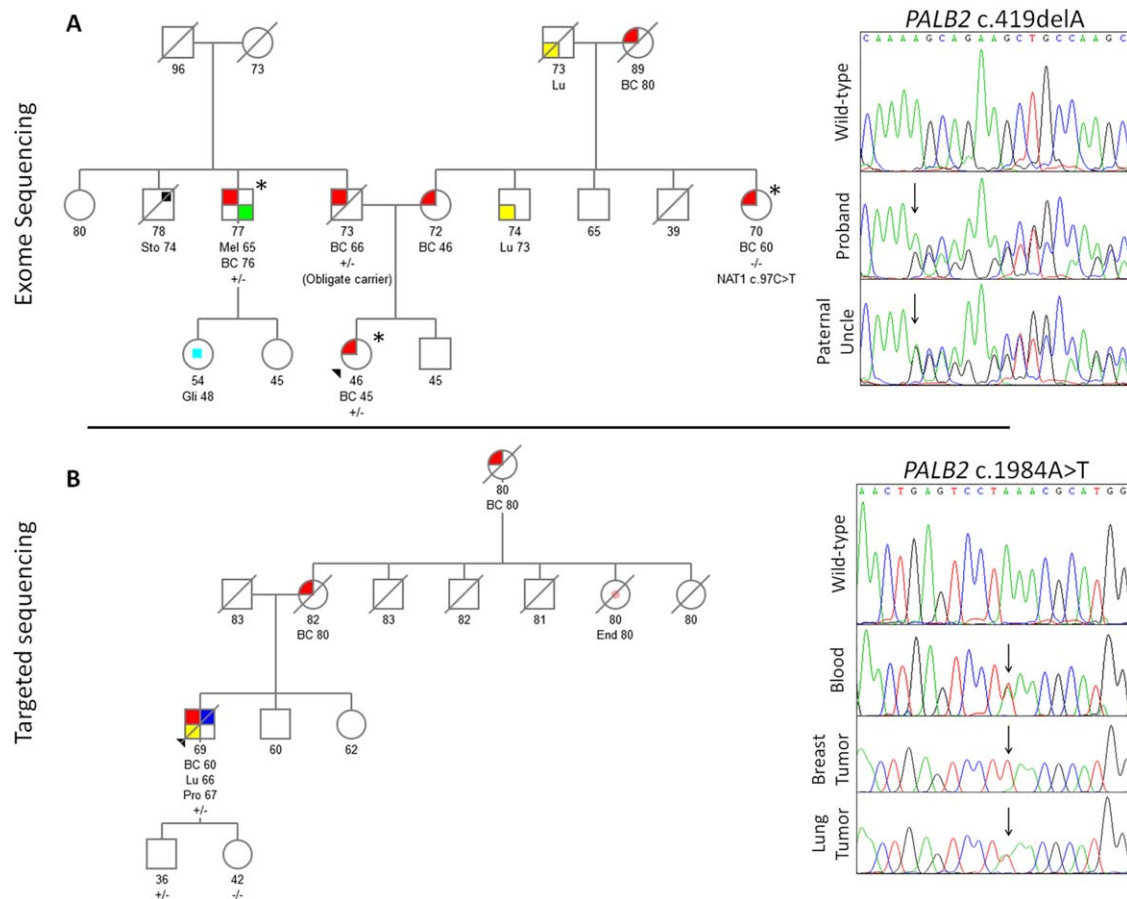 A
Exome Sequencing
96
73
73
Lu
89
BC 80
80
78
Sto 74
*
77
Mel 65
BC 76
+/-
73
BC 66
+/-
(Obligate carrier)
72
BC 46
74
Lu 73
65
39
*
70
BC 60
-/-
NAT1 c.97C>T
54
Gli 48
45
*
46
BC 45
+/-
45
PALB2 c.419delA
C A A A A G C A G A A G C T G C C A A G C
Wild-type
Proband
Paternal
Uncle
B
Targeted sequencing
80
BC 80
83
82
BC 80
83
82
81
80
End 80
80
69
BC 60
Lu 66
Pro 67
+/-
60
62
36
+/-
42
-/-
PALB2 c.1984A>T
A A C T G A G T C C T A A A C G C A T G G
Wild-type
Blood
Breast
Tumor
Lung
Tumor